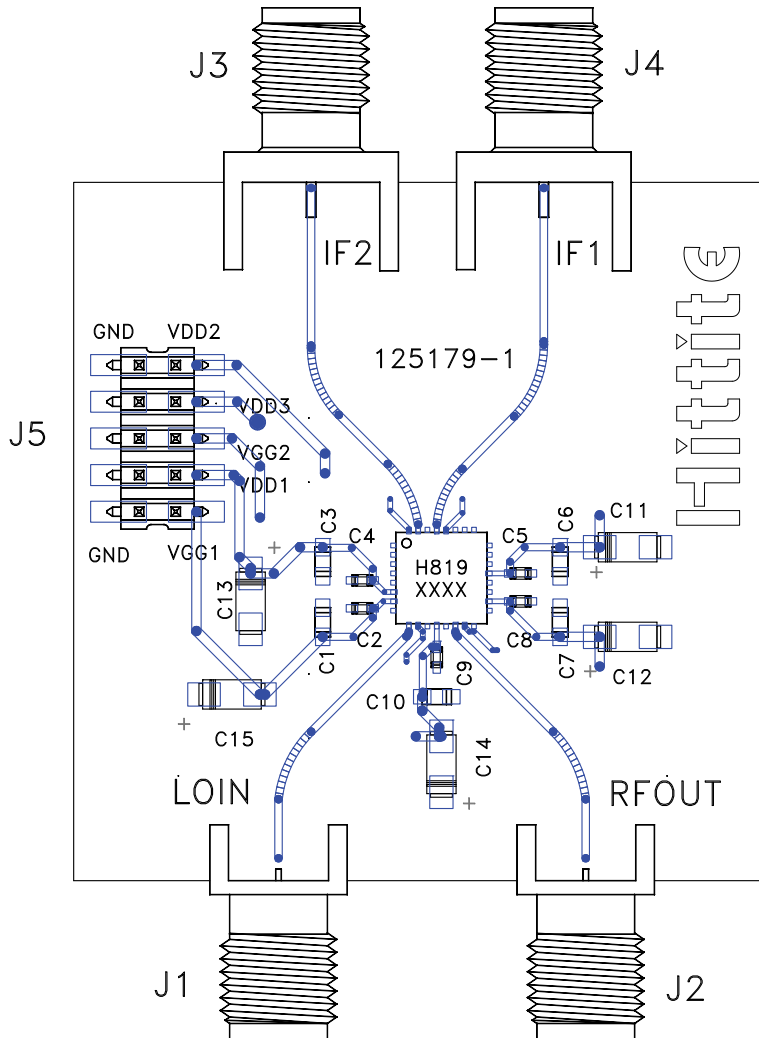 J3
J4
IF2
IF1
Hittite
GND
VDD2
125179-1
VDD3
J5
VGG2
VDD1
GND
VGG1
C3
C4
C5
C6
C11
H819
XXXX
C13
C1
C2
C8
C7
C12
C9
C10
C15
C14
LOIN
RFOUT
J1
J2